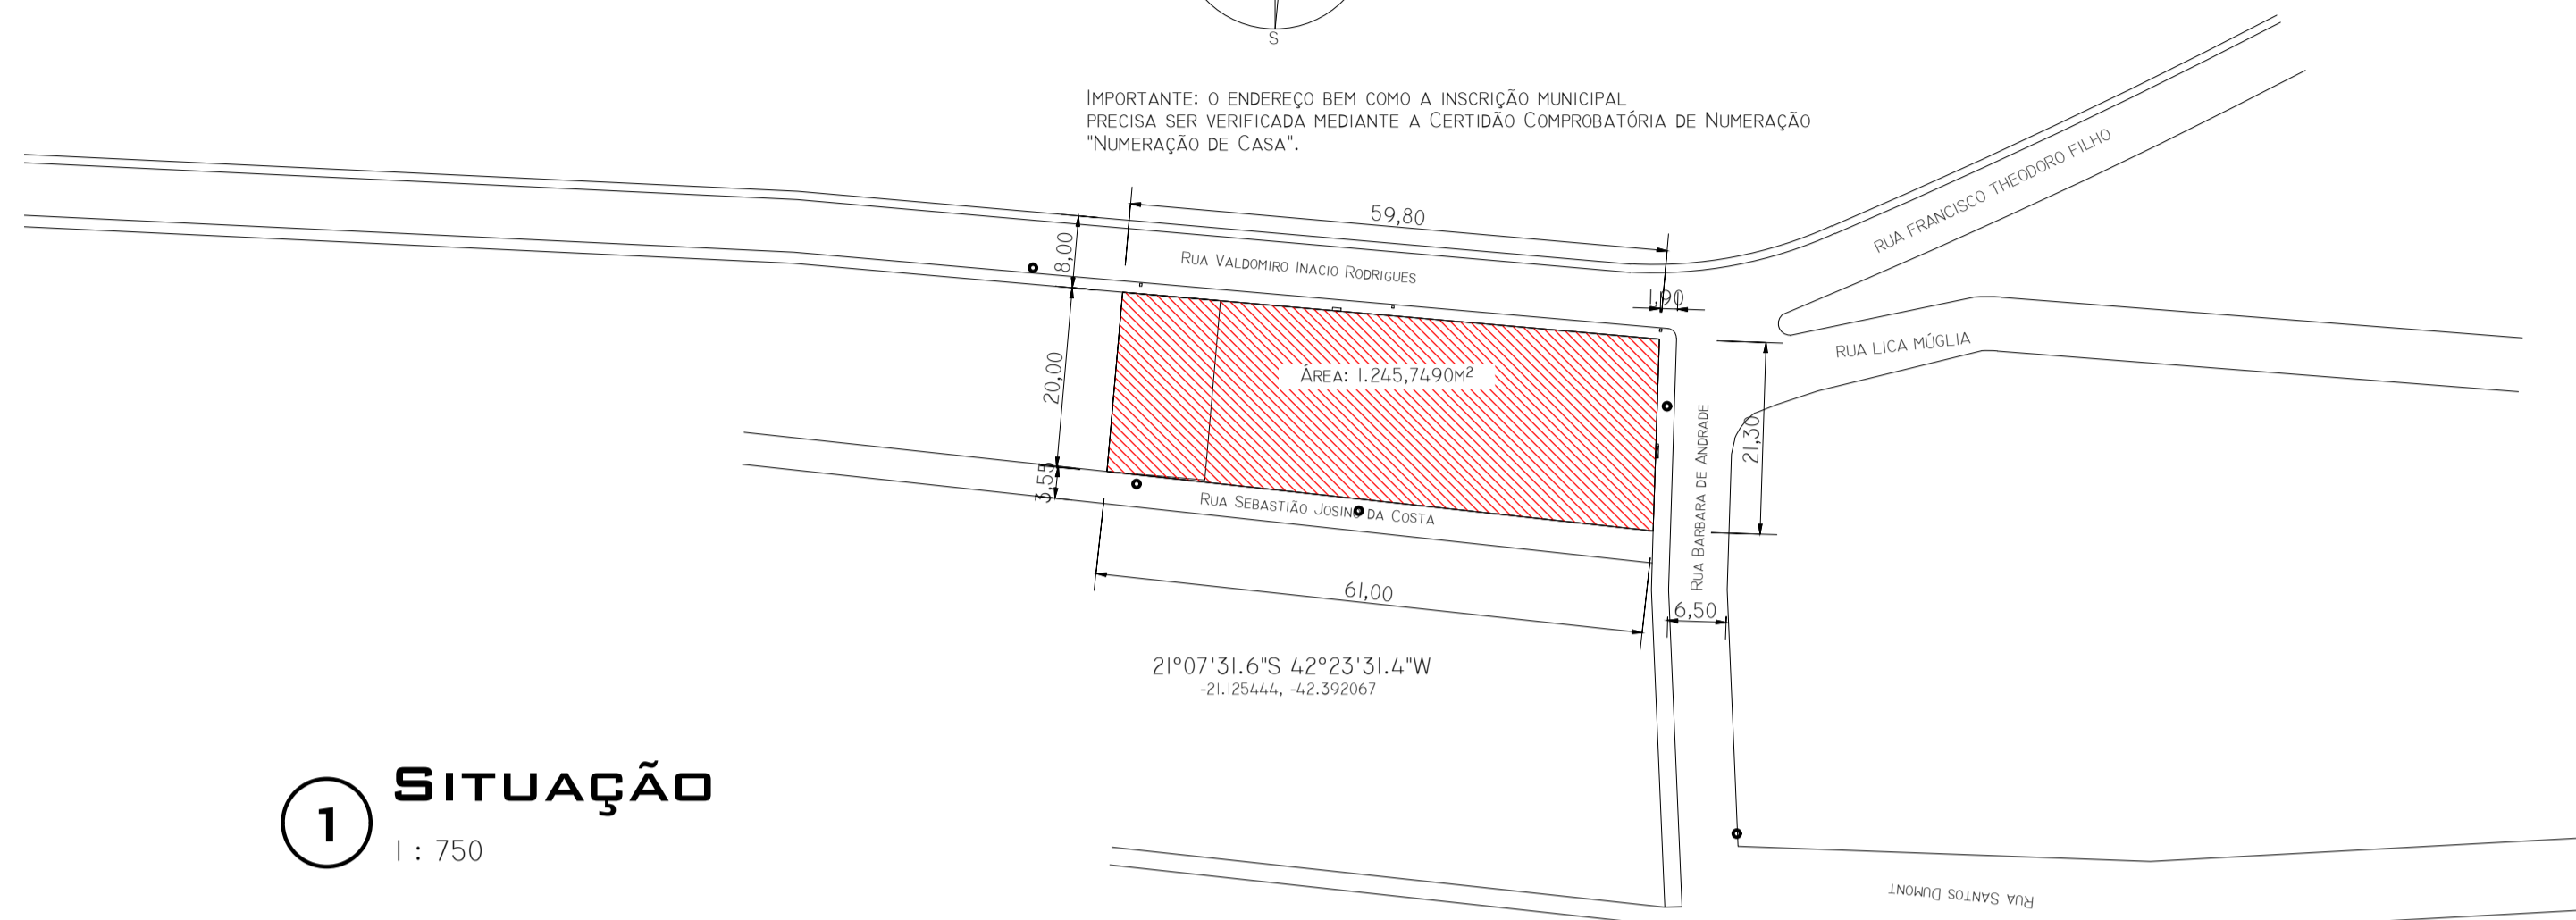 S
IMPORTANTE: O ENDEREÇO BEM COMO A INSCRIÇÃO MUNICIPAL
PRECISA SER VERIFICADA MEDIANTE A CERTIDÃO COMPROBATÓRIA DE NUMERAÇÃO
"NUMERAÇÃO DE CASA".
RUA FRANCISCO THEODORO FILHO
59,80
8,00
RUA VALDOMIRO INACIO RODRIGUES
1,90
RUA LICA MÚGLIA
20,00
ÁREA: 1.245,7490M²
21,30
RUA BARBARA DE ANDRADE
3,55
RUA SEBASTIÃO JOSINO DA COSTA
61,00
6,50
21°07'31.6"S 42°23'31.4"W
-21.125444, -42.392067
1
SITUAÇÃO
1 : 750
RUA SANTOS DUMONT